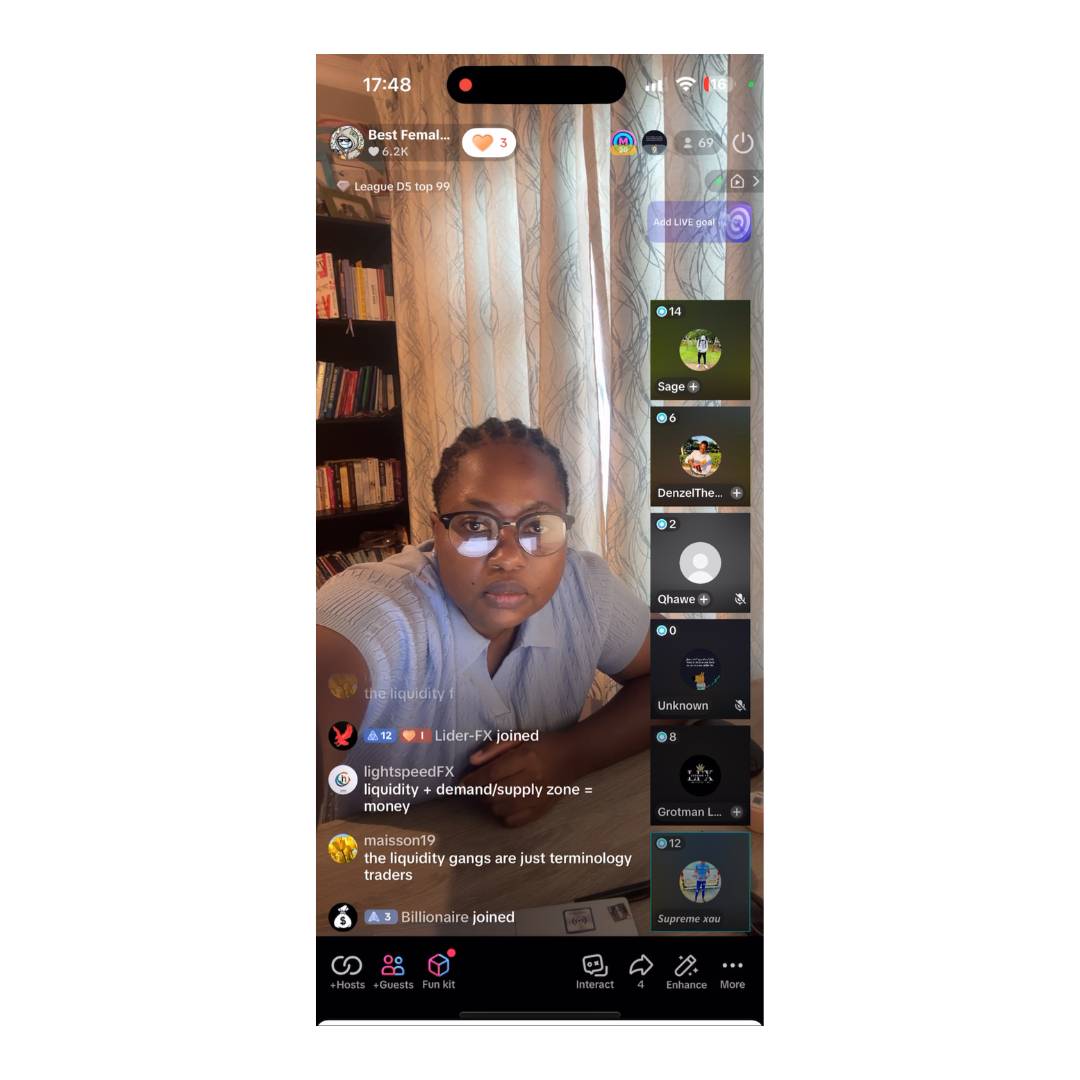 17:48
16
Best Femal...
6.2K
3
20
9
69
League D5 top 99
Add LIVE goal
14
Sage
6
DenzelThe...
2
Qhawe
0
Unknown
8
LFX
Grotman L...
12
Supreme xau
the liquidity f
12 1 Lider-FX joined
lightspeedFX
liquidity + demand/supply zone =
money
maisson19
the liquidity gangs are just terminology
traders
3 Billionaire joined
+Hosts
+Guests
Fun kit
Interact
4
Enhance
More